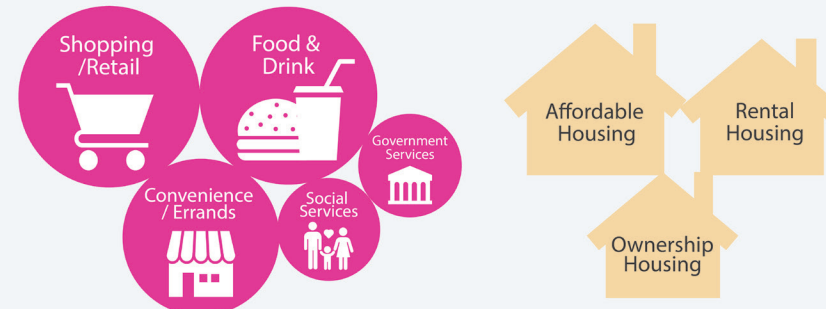 Shopping
/Retail
Food &
Drink
Government
Services
Convenience
/ Errands
Social
Services
Affordable
Housing
Rental
Housing
Ownership
Housing